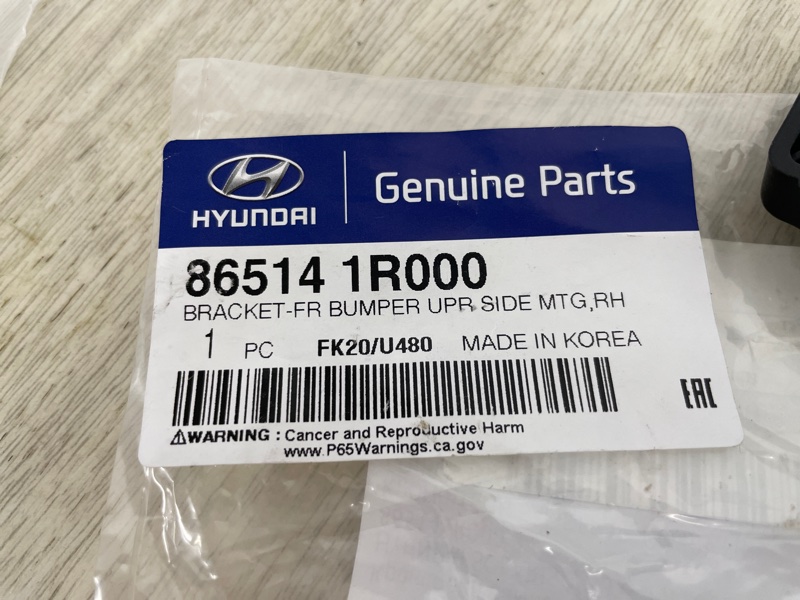 HYUNDAI
Genuine Parts
86514 1R000
BRACKET-FR BUMPER UPR SIDE MTG,RH
1 PC FK20/U480 MADE IN KOREA
EAC
⚠WARNING : Cancer and Reproductive Harm
www.P65Warnings.ca.gov